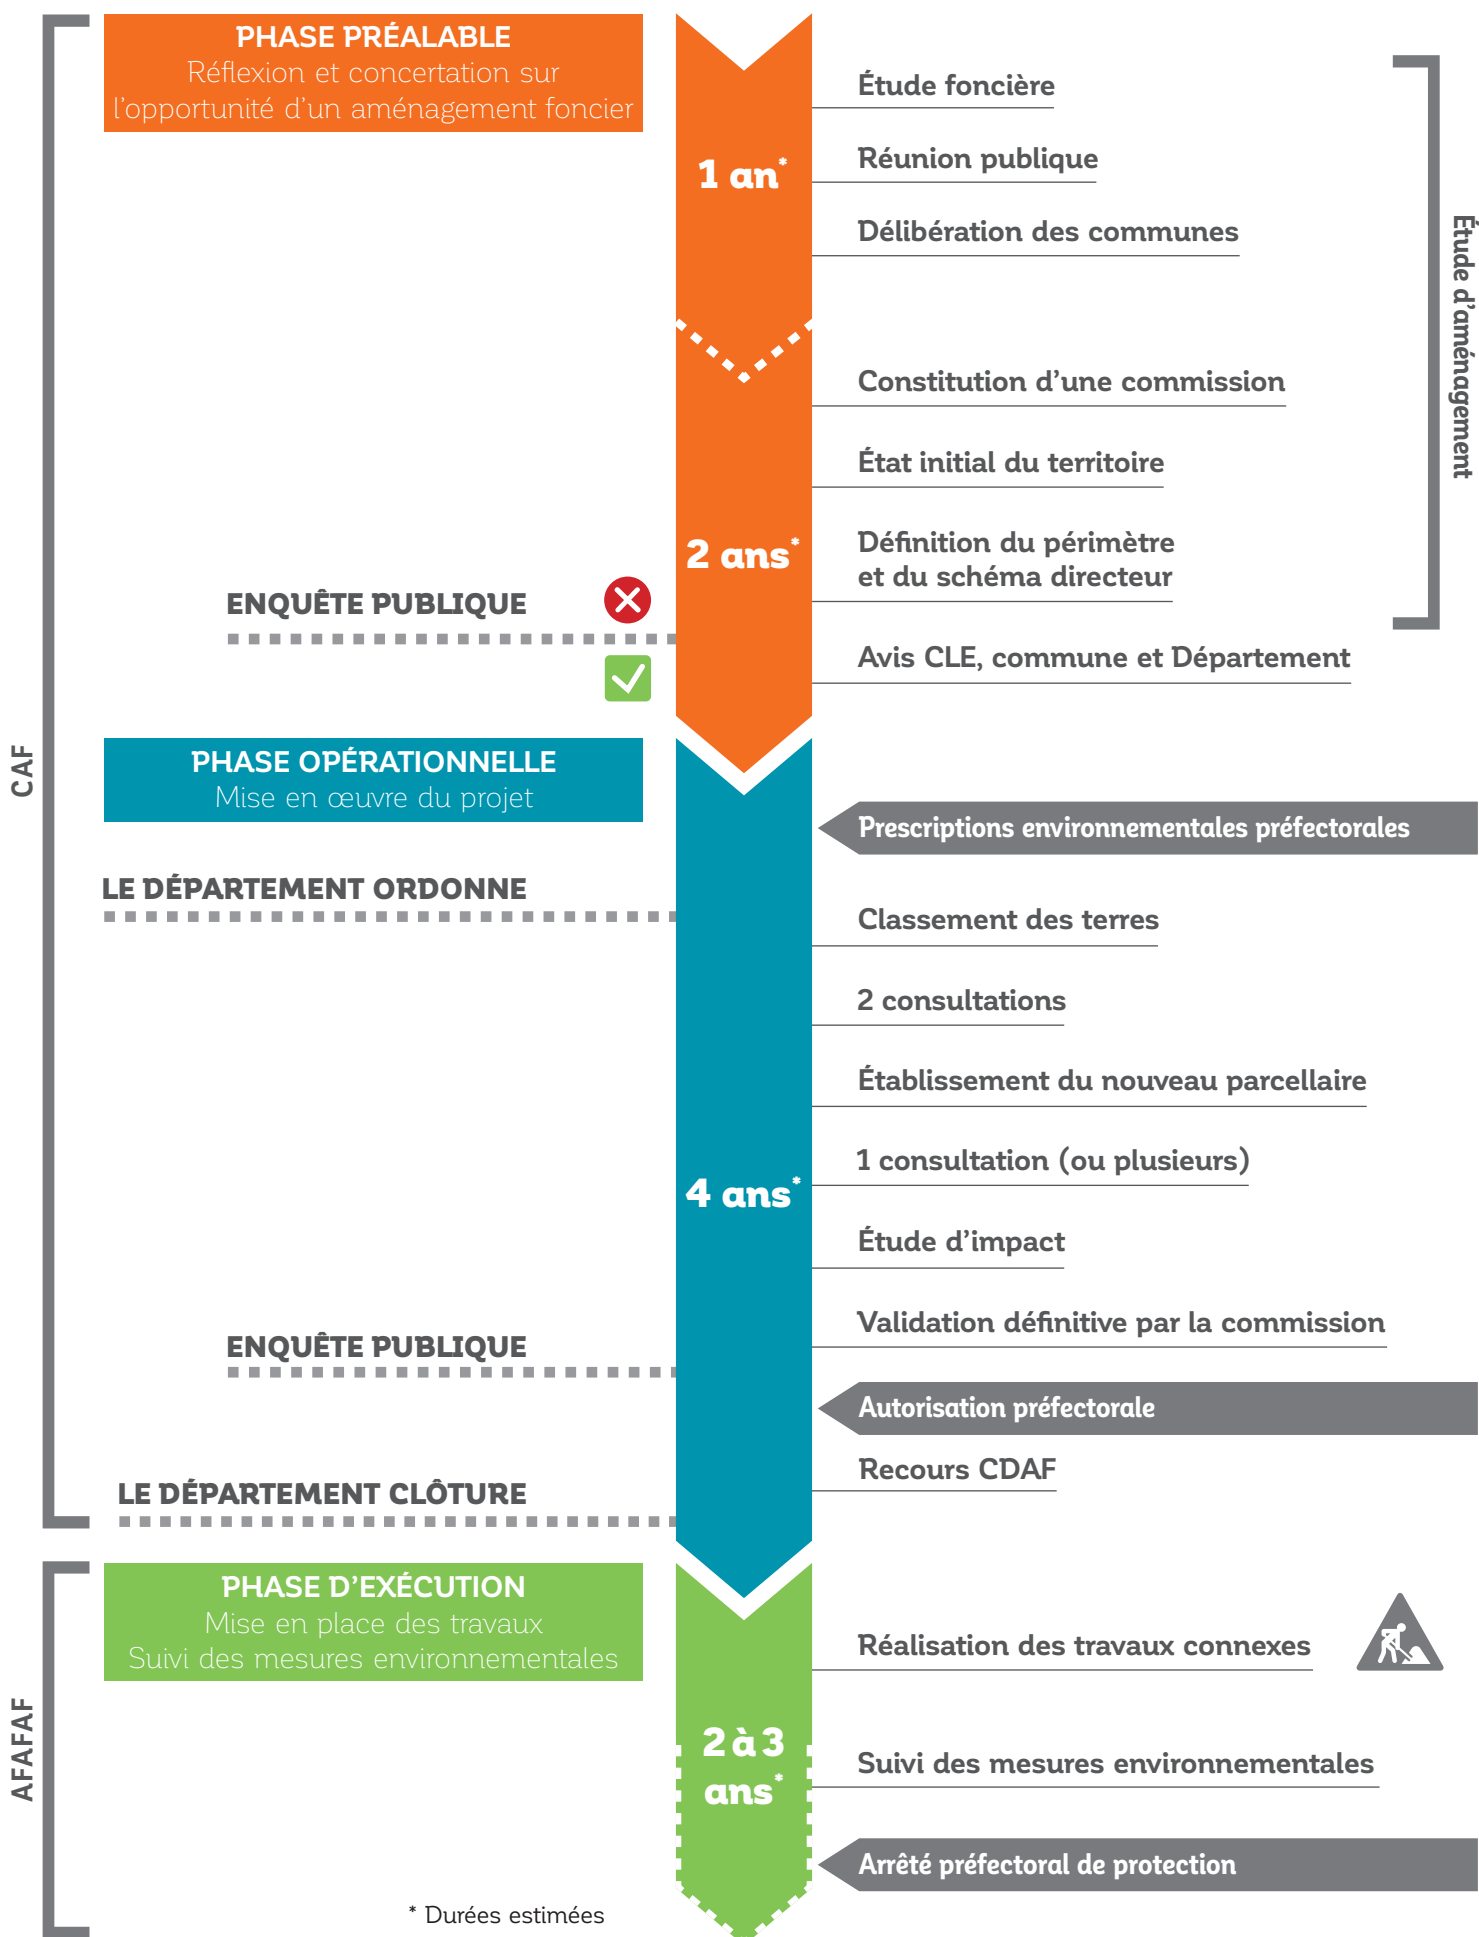 PHASE PRÉALABLE
Réflexion et concertation sur
l'opportunité d'un aménagement foncier
1 an*
Étude foncière
Réunion publique
Délibération des communes
Étude d'aménagement
Constitution d'une commission
État initial du territoire
2 ans*
Définition du périmètre
et du schéma directeur
ENQUÊTE PUBLIQUE
Avis CLE, commune et Département
CAF
PHASE OPÉRATIONNELLE
Mise en œuvre du projet
Prescriptions environnementales préfectorales
LE DÉPARTEMENT ORDONNE
Classement des terres
2 consultations
Établissement du nouveau parcellaire
1 consultation (ou plusieurs)
4 ans*
Étude d'impact
Validation définitive par la commission
ENQUÊTE PUBLIQUE
Autorisation préfectorale
Recours CDAF
LE DÉPARTEMENT CLÔTURE
PHASE D'EXÉCUTION
Mise en place des travaux
Suivi des mesures environnementales
Réalisation des travaux connexes
AFAFAF
2 à 3
ans*
Suivi des mesures environnementales
Arrêté préfectoral de protection
* Durées estimées